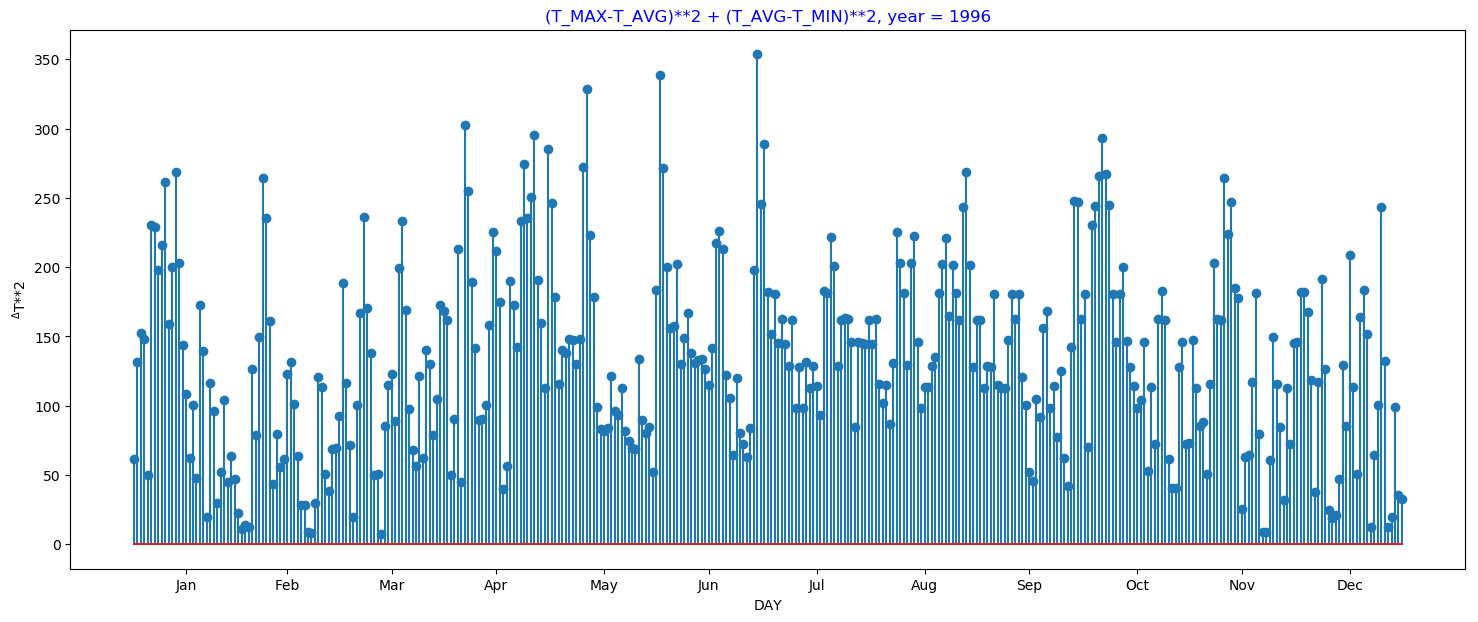 (T_MAX-T_AVG)**2 + (T_AVG-T_MIN)**2, year = 1996
350
300
250
200
150
100
50
0
ΔT**2
Jan Feb Mar Apr May Jun Jul Aug Sep Oct Nov Dec
DAY